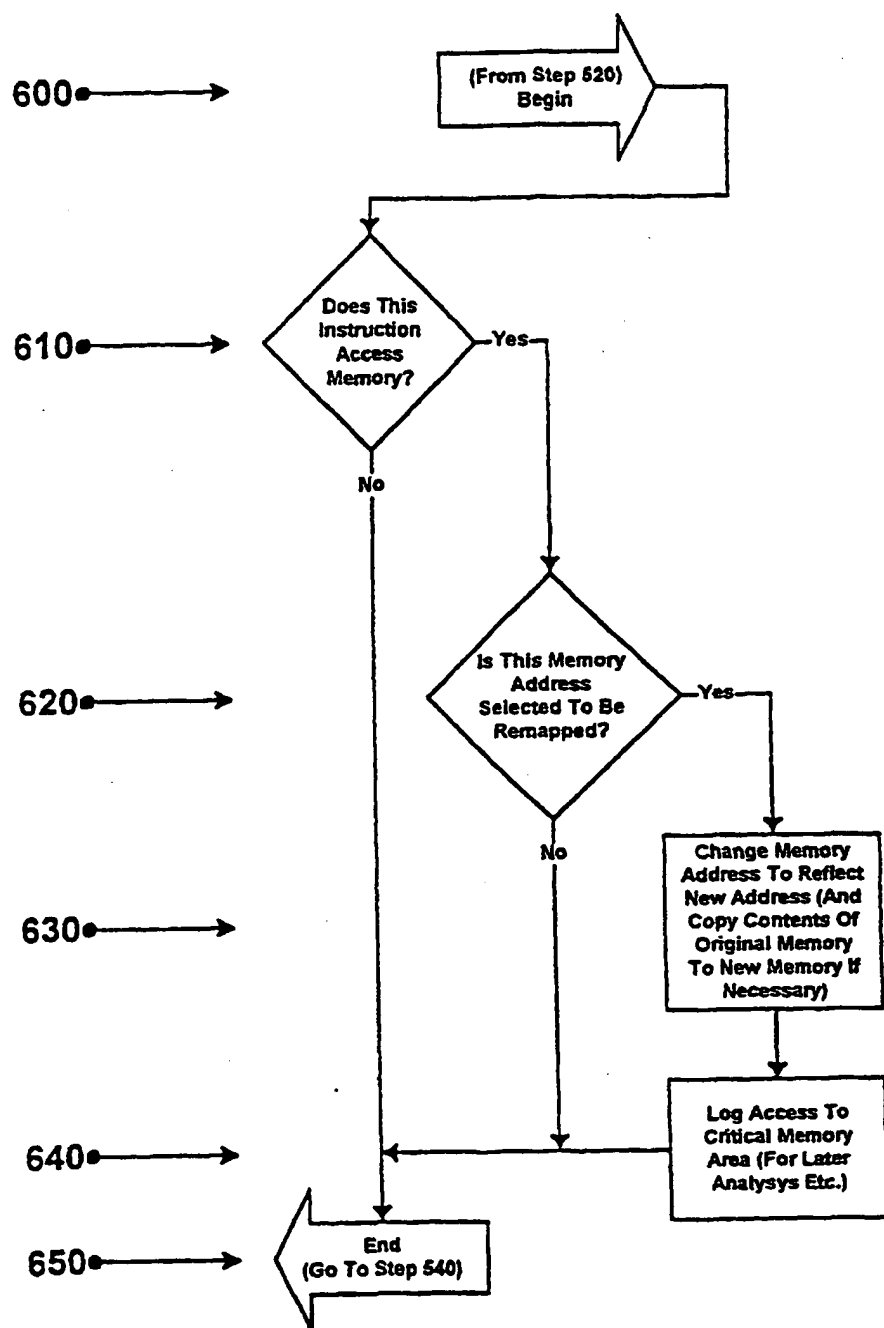 600
(From Step 520)
Begin
610
Does This
Instruction
Access
Memory?
Yes
No
620
Is This Memory
Address
Selected To Be
Remapped?
Yes
No
630
Change Memory
Address To Reflect
New Address (And
Copy Contents Of
Original Memory
To New Memory If
Necessary)
640
Log Access To
Critical Memory
Area (For Later
Analysys Etc.)
650
End
(Go To Step 540)